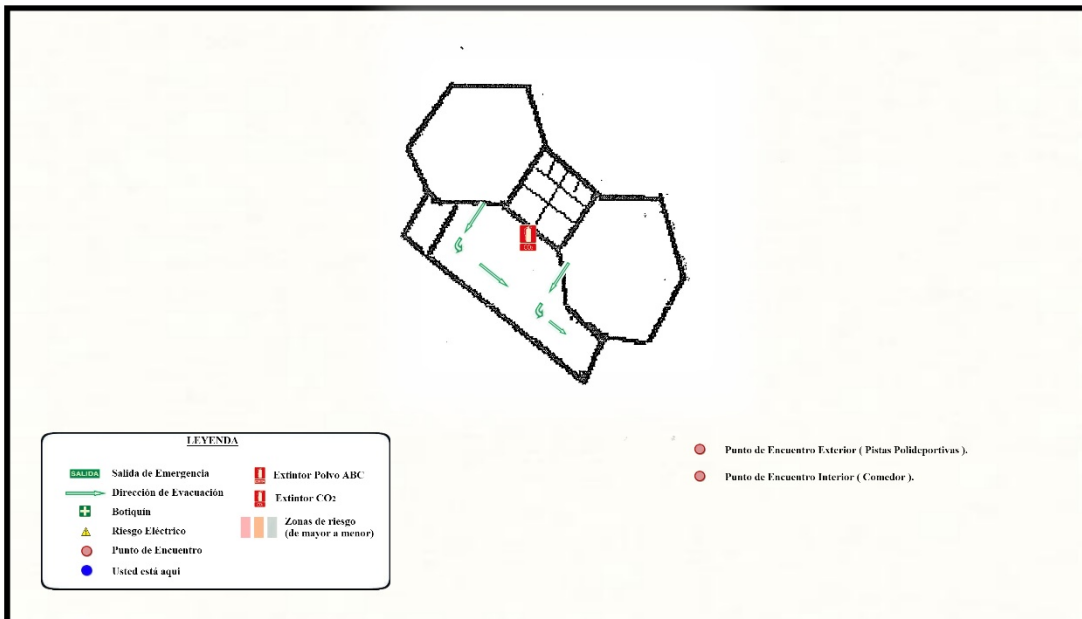 CO₂
LEYENDA
SALIDA Salida de Emergencia
Dirección de Evacuación
Botiquín
Riesgo Eléctrico
Punto de Encuentro
Usted está aqui
Extintor Polvo ABC
Extintor CO₂
Zonas de riesgo
(de mayor a menor)
Punto de Encuentro Exterior ( Pistas Polideportivas ).
Punto de Encuentro Interior ( Comedor ).